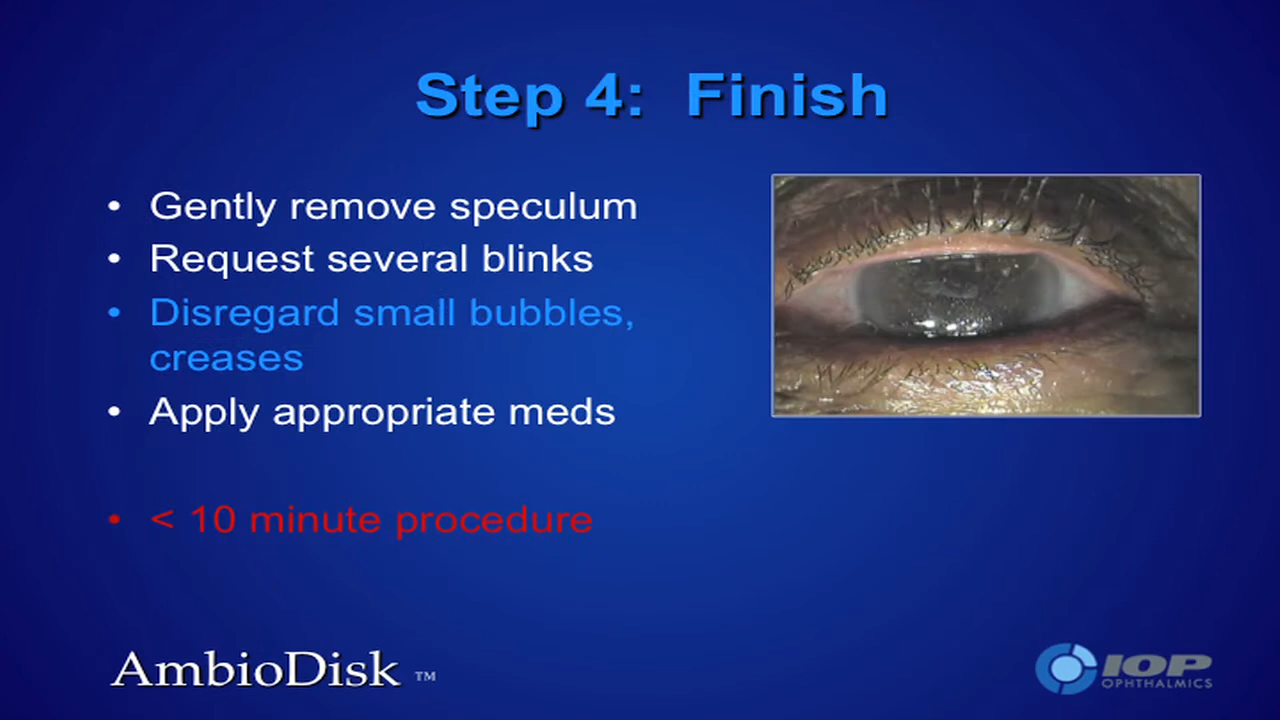 Step 4: Finish
• Gently remove speculum
• Request several blinks
• Disregard small bubbles,
creases
• Apply appropriate meds
• < 10 minute procedure
AmbioDisk ™
IOP
OPHTHALMICS